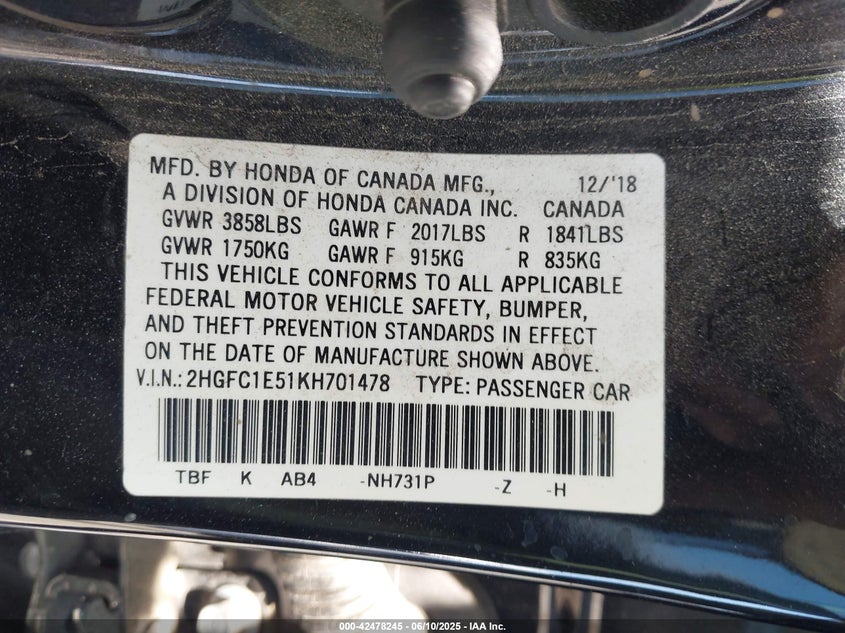 MFD. BY HONDA OF CANADA MFG., 12/'18
A DIVISION OF HONDA CANADA INC. CANADA
GVWR 3858LBS GAWR F 2017LBS R 1841LBS
GVWR 1750KG GAWR F 915KG R 835KG
THIS VEHICLE CONFORMS TO ALL APPLICABLE
FEDERAL MOTOR VEHICLE SAFETY, BUMPER,
AND THEFT PREVENTION STANDARDS IN EFFECT
ON THE DATE OF MANUFACTURE SHOWN ABOVE.
V.I.N.: 2HGFC1E51KH701478 TYPE: PASSENGER CAR
TBF K AB4 -NH731P -Z -H
000-42478245 - 06/10/2025 - IAA Inc.